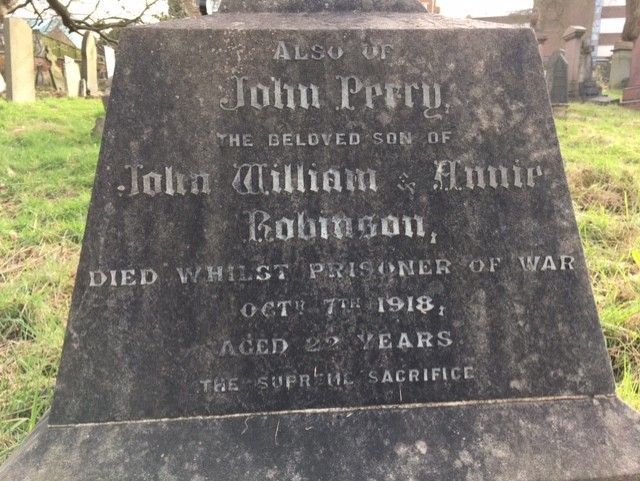 ALSO OF
John Perry,
THE BELOVED SON OF
John William & Annie
Robinson,
DIED WHILST PRISONER OF WAR
OCTR 7TH 1918,
AGED 22 YEARS.
THE SUPREME SACRIFICE